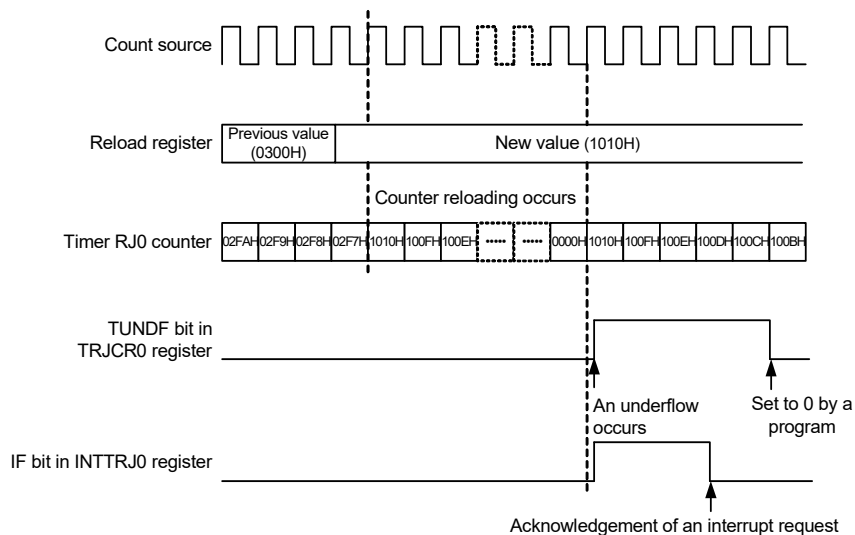 Count source
Reload register
Previous value
(0300H)
New value (1010H)
Counter reloading occurs
Timer RJ0 counter
02FAH 02F9H 02F8H 02F7H 1010H 100FH 100EH ..... ..... 0000H 1010H 100FH 100EH 100DH 100CH 100BH
TUNDF bit in
TRJCR0 register
An underflow
occurs
Set to 0 by a
program
IF bit in INTTRJ0 register
Acknowledgement of an interrupt request